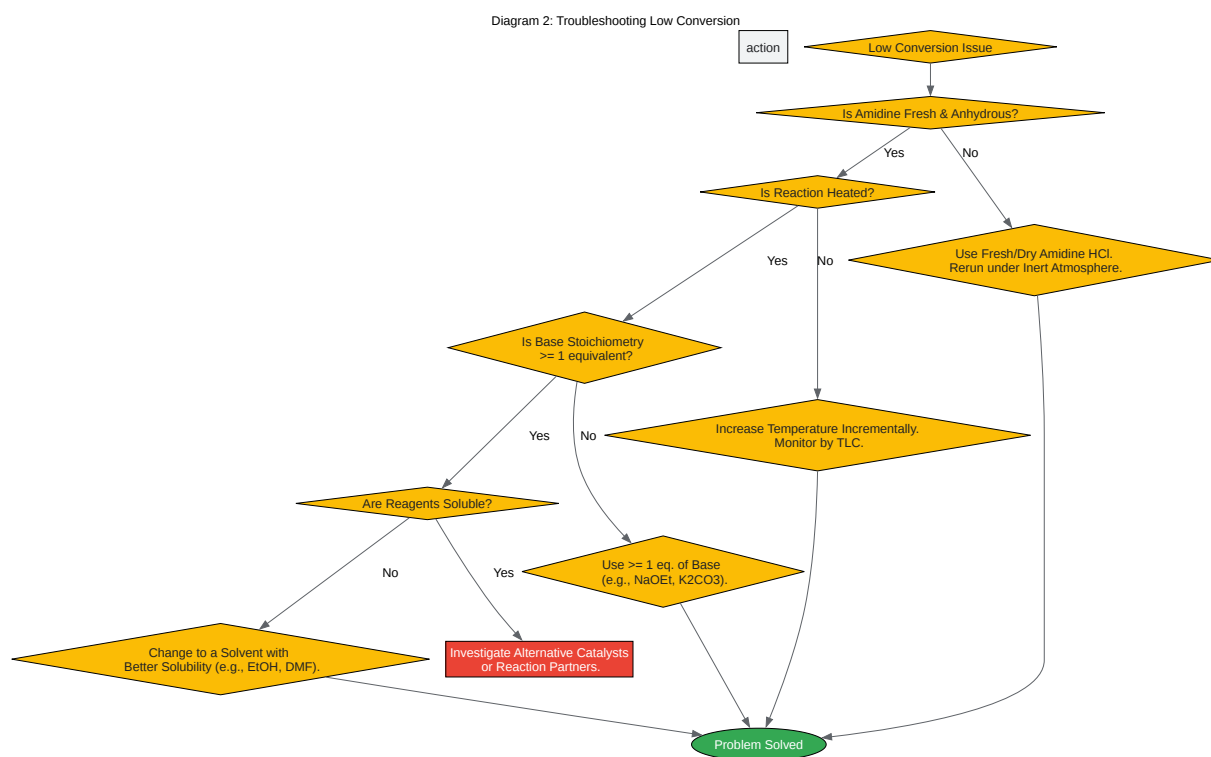 Diagram 2: Troubleshooting Low Conversion
action
Low Conversion Issue
Is Amidine Fresh & Anhydrous?
Yes
No
Is Reaction Heated?
Use Fresh/Dry Amidine HCl.
Rerun under Inert Atmosphere.
Yes
No
Is Base Stoichiometry
>= 1 equivalent?
Increase Temperature Incrementally.
Monitor by TLC.
Yes
No
Are Reagents Soluble?
Use >= 1 eq. of Base
(e.g., NaOEt, K2CO3).
No
Yes
Change to a Solvent with
Better Solubility (e.g., EtOH, DMF).
Investigate Alternative Catalysts
or Reaction Partners.
Problem Solved